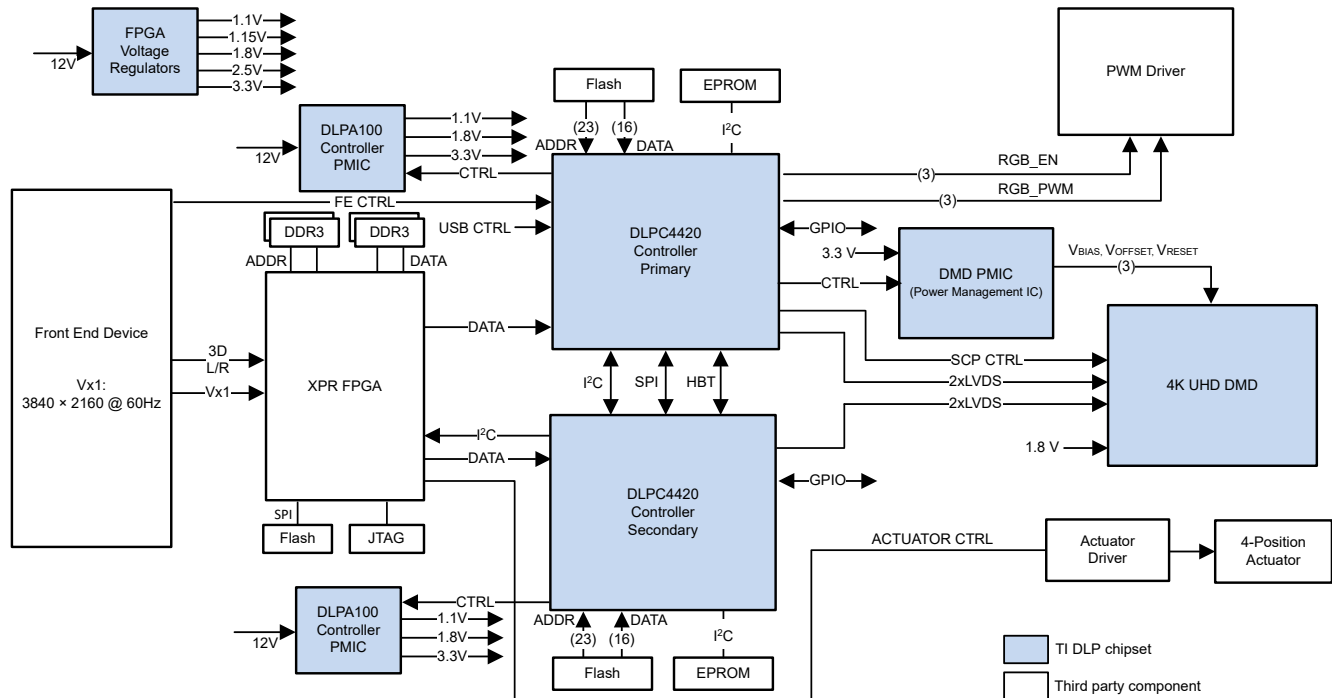 FPGA
Voltage
Regulators
12V
1.1V
1.15V
1.8V
2.5V
3.3V
DLPA100
Controller
PMIC
12V
1.1V
1.8V
3.3V
CTRL
Flash
(23)
(16)
ADDR
DATA
EPROM
I²C
PWM Driver
RGB_EN
(3)
RGB_PWM
(3)
FE CTRL
USB CTRL
DLPC4420
Controller
Primary
GPIO
3.3 V
CTRL
DMD PMIC
(Power Management IC)
VBIAS, VOFFSET, VRESET
(3)
DDR3
DDR3
ADDR
DATA
Front End Device
Vx1:
3840 × 2160 @ 60Hz
3D
L/R
Vx1
XPR FPGA
DATA
I²C
SPI
HBT
SCP CTRL
2xLVDS
2xLVDS
4K UHD DMD
1.8 V
I²C
DATA
DLPC4420
Controller
Secondary
GPIO
SPI
Flash
JTAG
ACTUATOR CTRL
Actuator
Driver
4-Position
Actuator
DLPA100
Controller
PMIC
12V
CTRL
1.1V
1.8V
3.3V
ADDR
DATA
(23)
(16)
Flash
I²C
EPROM
TI DLP chipset
Third party component